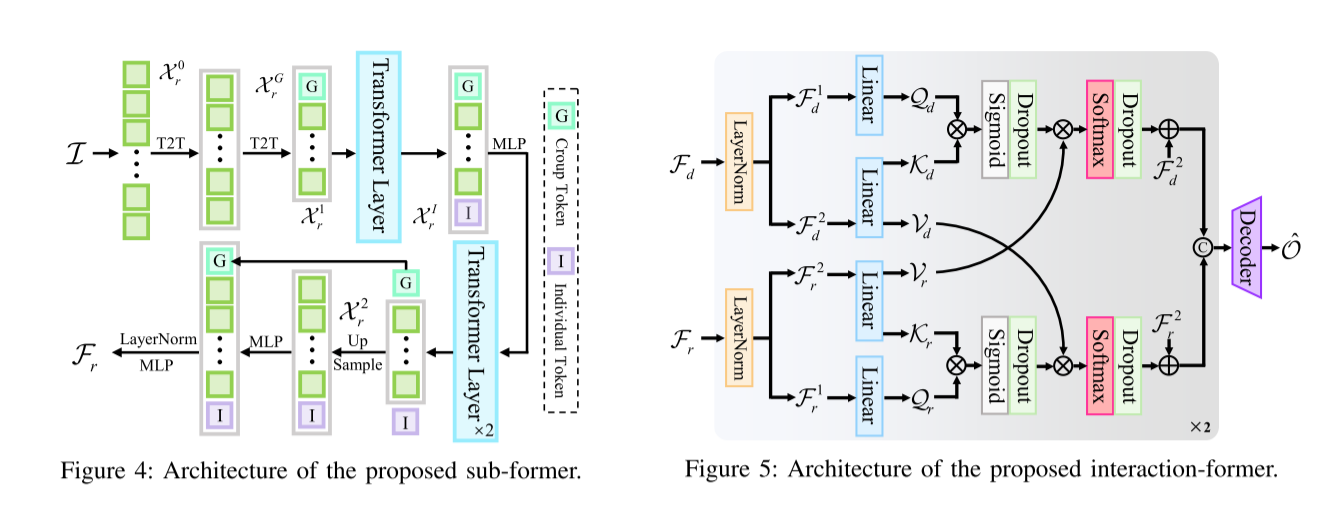 𝓘
𝒳_r^0
T2T
T2T
𝒳_r^G
G
𝒳_r^1
Transformer Layer
𝒳_r^I
G
I
MLP
G
Croup Token
I
Individual Token
Transformer Layer
×2
G
I
Up
Sample
𝒳_r^2
I
MLP
G
I
LayerNorm
MLP
ℱ_r
Figure 4: Architecture of the proposed sub-former.
ℱ_d
LayerNorm
ℱ_d^1
Linear
𝒬_d
𝒦_d
ℱ_d^2
Linear
𝒱_d
Sigmoid
Dropout
Softmax
Dropout
ℱ_d^2
ℱ_r
LayerNorm
ℱ_r^2
Linear
𝒱_r
𝒦_r
ℱ_r^1
Linear
𝒬_r
Sigmoid
Dropout
Softmax
Dropout
ℱ_r^2
×2
C
Decoder
𝒪̂
Figure 5: Architecture of the proposed interaction-former.